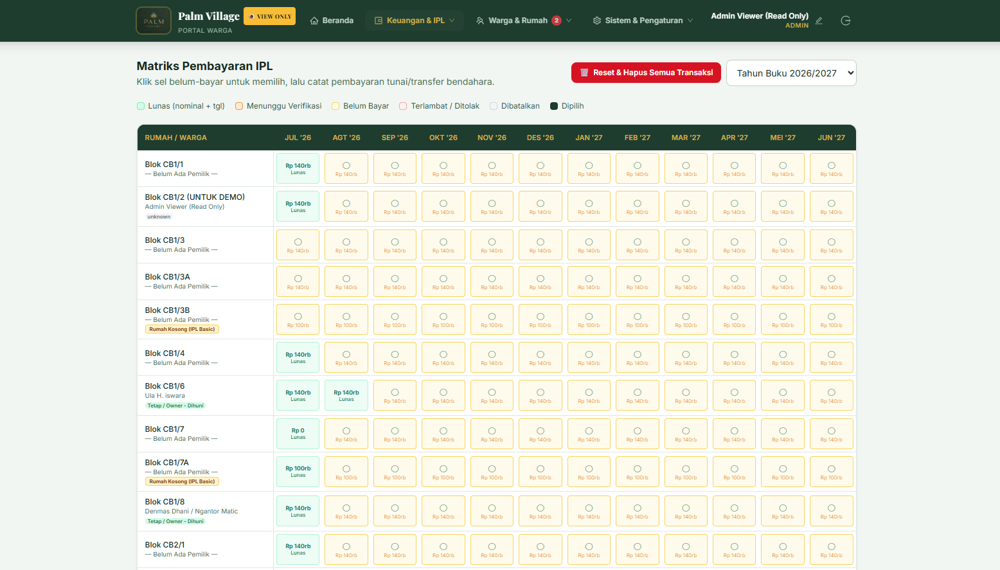 PALM
Palm Village
VIEW ONLY
PORTAL WARGA
Beranda
Keuangan & IPL
Warga & Rumah 2
Sistem & Pengaturan
Admin Viewer (Read Only)
ADMIN
Matriks Pembayaran IPL
Klik sel belum-bayar untuk memilih, lalu catat pembayaran tunai/transfer bendahara.
Reset & Hapus Semua Transaksi
Tahun Buku 2026/2027
Lunas (nominal + tgl) Menunggu Verifikasi Belum Bayar Terlambat / Ditolak Dibatalkan Dipilih
RUMAH / WARGA JUL '26 AGT '26 SEP '26 OKT '26 NOV '26 DES '26 JAN '27 FEB '27 MAR '27 APR '27 MEI '27 JUN '27
Blok CB1/1
— Belum Ada Pemilik —
Rp 140rb
Lunas
Rp 140rb Rp 140rb Rp 140rb Rp 140rb Rp 140rb Rp 140rb Rp 140rb Rp 140rb Rp 140rb Rp 140rb Rp 140rb
Blok CB1/2 (UNTUK DEMO)
Admin Viewer (Read Only)
unknown
Rp 140rb
Lunas
Rp 140rb Rp 140rb Rp 140rb Rp 140rb Rp 140rb Rp 140rb Rp 140rb Rp 140rb Rp 140rb Rp 140rb Rp 140rb
Blok CB1/3
— Belum Ada Pemilik —
Rp 140rb Rp 140rb Rp 140rb Rp 140rb Rp 140rb Rp 140rb Rp 140rb Rp 140rb Rp 140rb Rp 140rb Rp 140rb Rp 140rb
Blok CB1/3A
— Belum Ada Pemilik —
Rp 140rb Rp 140rb Rp 140rb Rp 140rb Rp 140rb Rp 140rb Rp 140rb Rp 140rb Rp 140rb Rp 140rb Rp 140rb Rp 140rb
Blok CB1/3B
— Belum Ada Pemilik —
Rumah Kosong (IPL Basic)
Rp 100rb Rp 100rb Rp 100rb Rp 100rb Rp 100rb Rp 100rb Rp 100rb Rp 100rb Rp 100rb Rp 100rb Rp 100rb Rp 100rb
Blok CB1/4
— Belum Ada Pemilik —
Rp 140rb
Lunas
Rp 140rb Rp 140rb Rp 140rb Rp 140rb Rp 140rb Rp 140rb Rp 140rb Rp 140rb Rp 140rb Rp 140rb Rp 140rb
Blok CB1/6
Ula H. iswara
Tetap / Owner - Dihuni
Rp 140rb
Lunas
Rp 140rb
Lunas
Rp 140rb Rp 140rb Rp 140rb Rp 140rb Rp 140rb Rp 140rb Rp 140rb Rp 140rb Rp 140rb Rp 140rb
Blok CB1/7
— Belum Ada Pemilik —
Rp 0
Lunas
Rp 140rb Rp 140rb Rp 140rb Rp 140rb Rp 140rb Rp 140rb Rp 140rb Rp 140rb Rp 140rb Rp 140rb Rp 140rb
Blok CB1/7A
— Belum Ada Pemilik —
Rumah Kosong (IPL Basic)
Rp 100rb
Lunas
Rp 100rb Rp 100rb Rp 100rb Rp 100rb Rp 100rb Rp 100rb Rp 100rb Rp 100rb Rp 100rb Rp 100rb Rp 100rb
Blok CB1/8
Denmas Dhani / Ngantor Matic
Tetap / Owner - Dihuni
Rp 140rb
Lunas
Rp 140rb Rp 140rb Rp 140rb Rp 140rb Rp 140rb Rp 140rb Rp 140rb Rp 140rb Rp 140rb Rp 140rb Rp 140rb
Blok CB2/1
— Belum Ada Pemilik —
Rp 140rb
Lunas
Rp 140rb Rp 140rb Rp 140rb Rp 140rb Rp 140rb Rp 140rb Rp 140rb Rp 140rb Rp 140rb Rp 140rb Rp 140rb